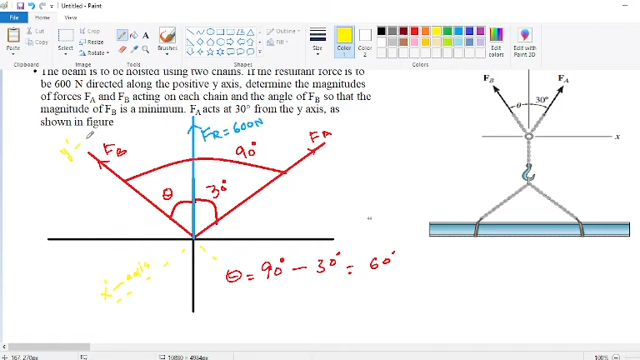 Untitled - Paint
File Home View
Paste
Crop
Resize
Rotate
Select
Brushes
Outline
Fill
Size
Color 1
Color 2
Edit colors
Edit with Paint 3D
Clipboard
Image
Tools
Shapes
Colors
• The beam is to be hoisted using two chains. If the resultant force is to
be 600 N directed along the positive y axis, determine the magnitudes
of forces FA and FB acting on each chain and the angle of FB so that
the magnitude of FB is a minimum. FA acts at 30° from the y axis, as
shown in figure
y
FB FA
θ 30°
x
FR = 600N
FB
90°
FA
y'-
θ
30°
x'-axis
θ = 90° - 30° = 60°
167, 270px
10880 × 4984px
100%